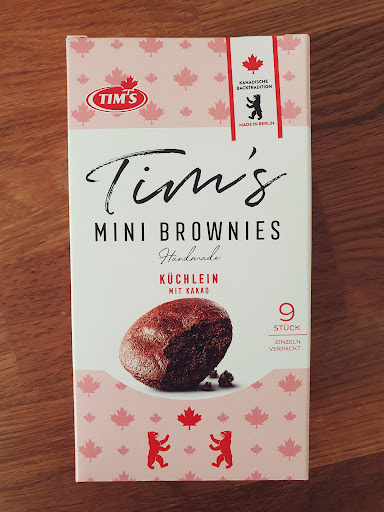 TIM'S
KANADISCHE
BACKTRADITION
MADE IN BERLIN
Tim's
MINI BROWNIES
Handmade
KÜCHLEIN
MIT KAKAO
9
STÜCK
EINZELN
VERPACKT